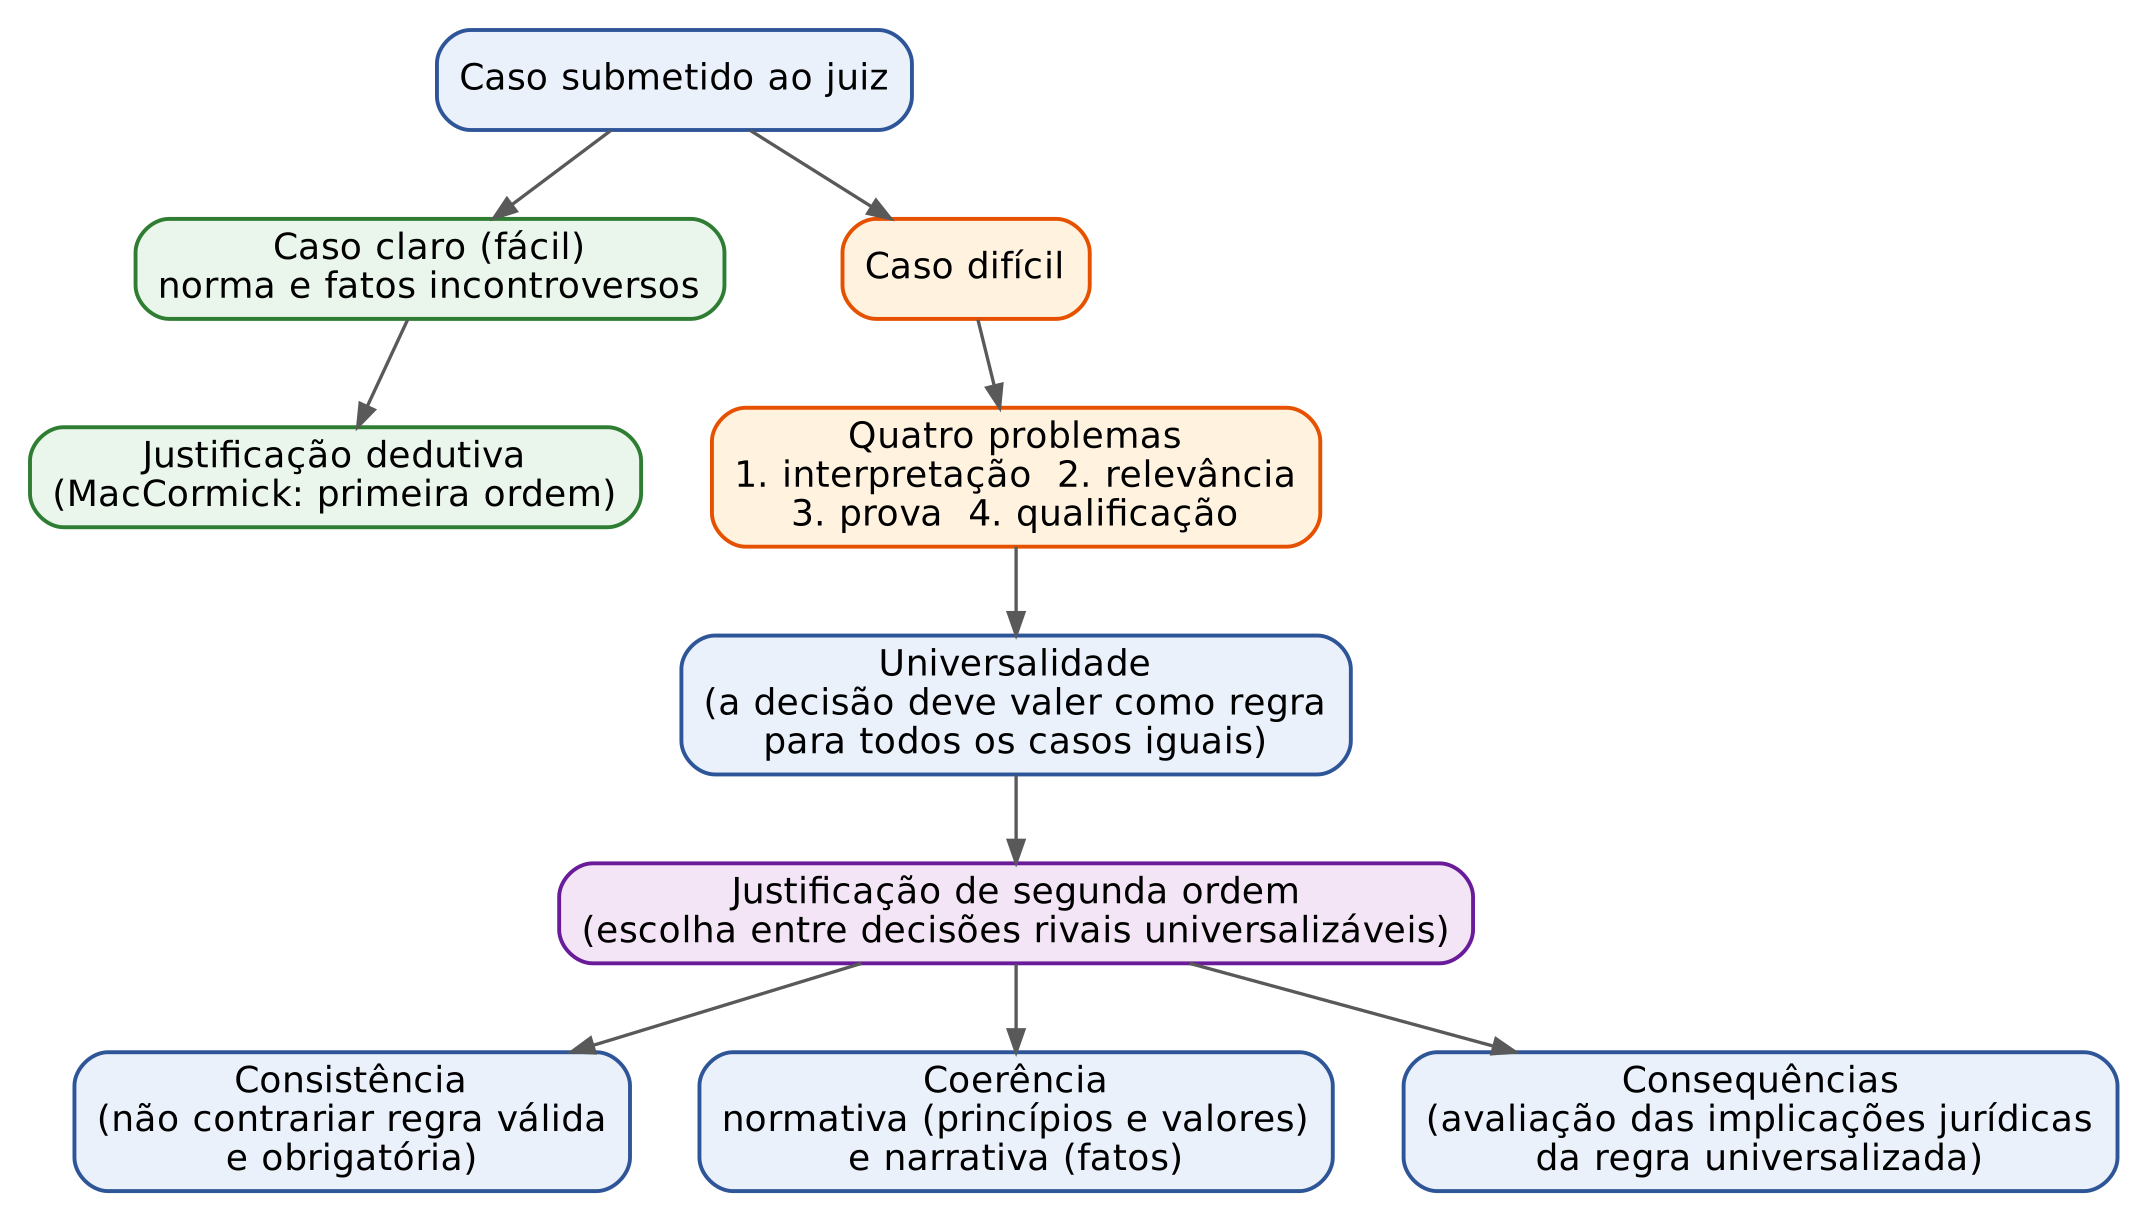 Caso submetido ao juiz
Caso claro (fácil)
norma e fatos incontroversos
Caso difícil
Justificação dedutiva
(MacCormick: primeira ordem)
Quatro problemas
1. interpretação  2. relevância
3. prova  4. qualificação
Universalidade
(a decisão deve valer como regra
para todos os casos iguais)
Justificação de segunda ordem
(escolha entre decisões rivais universalizáveis)
Consistência
(não contrariar regra válida
e obrigatória)
Coerência
normativa (princípios e valores)
e narrativa (fatos)
Consequências
(avaliação das implicações jurídicas
da regra universalizada)